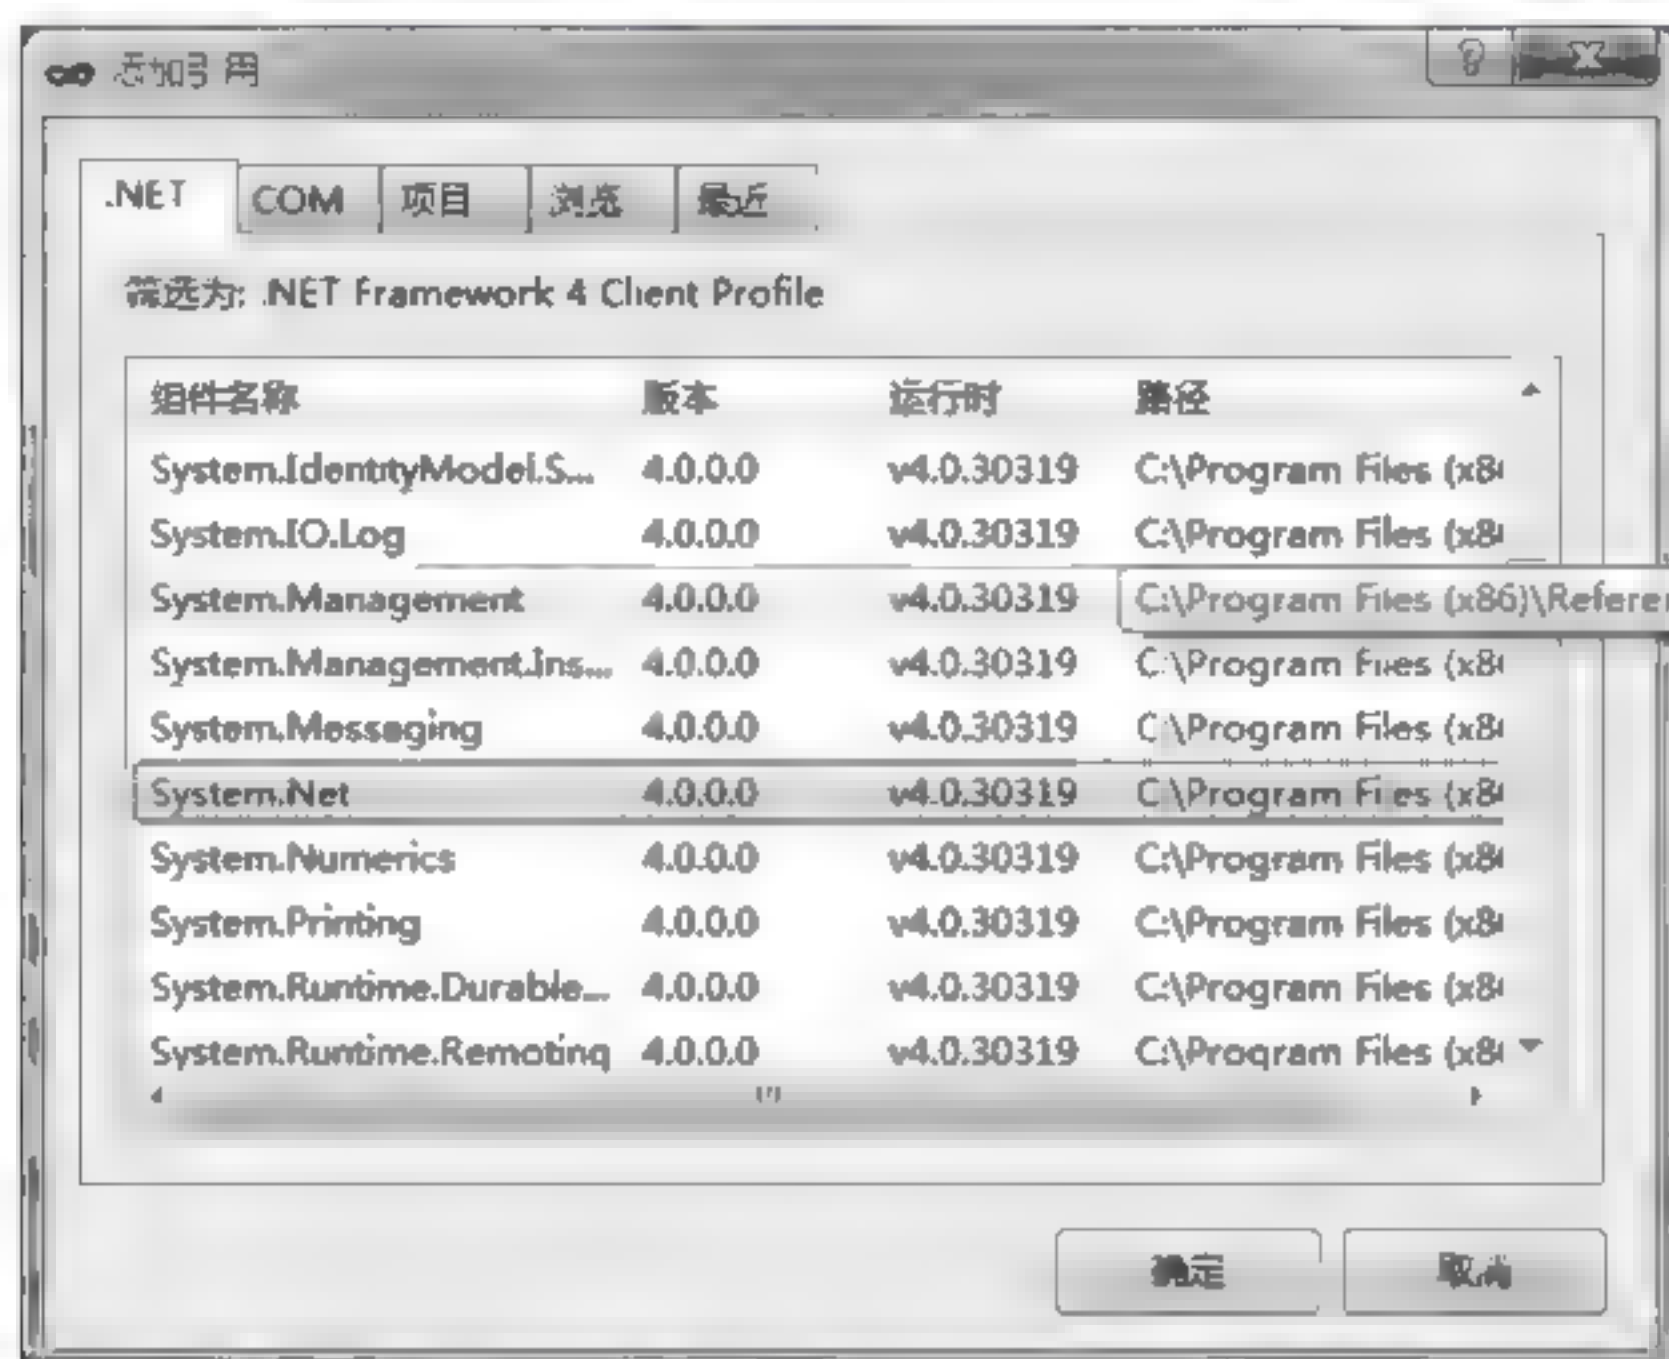 添加引用
.NET COM 项目 浏览 最近
筛选为: .NET Framework 4 Client Profile
组件名称 版本 运行时 路径
System.IdentityModel.S... 4.0.0.0 v4.0.30319 C:\Program Files (x8
System.IO.Log 4.0.0.0 v4.0.30319 C:\Program Files (x8
System.Management 4.0.0.0 v4.0.30319 C:\Program Files (x86)\Refere
System.Management.Ins... 4.0.0.0 v4.0.30319 C:\Program Files (x8
System.Messaging 4.0.0.0 v4.0.30319 C:\Program Files (x8
System.Net 4.0.0.0 v4.0.30319 C:\Program Files (x8
System.Numerics 4.0.0.0 v4.0.30319 C:\Program Files (x8
System.Printing 4.0.0.0 v4.0.30319 C:\Program Files (x8
System.Runtime.Durable... 4.0.0.0 v4.0.30319 C:\Program Files (x8
System.Runtime.Remoting 4.0.0.0 v4.0.30319 C:\Program Files (x8
确定 取消